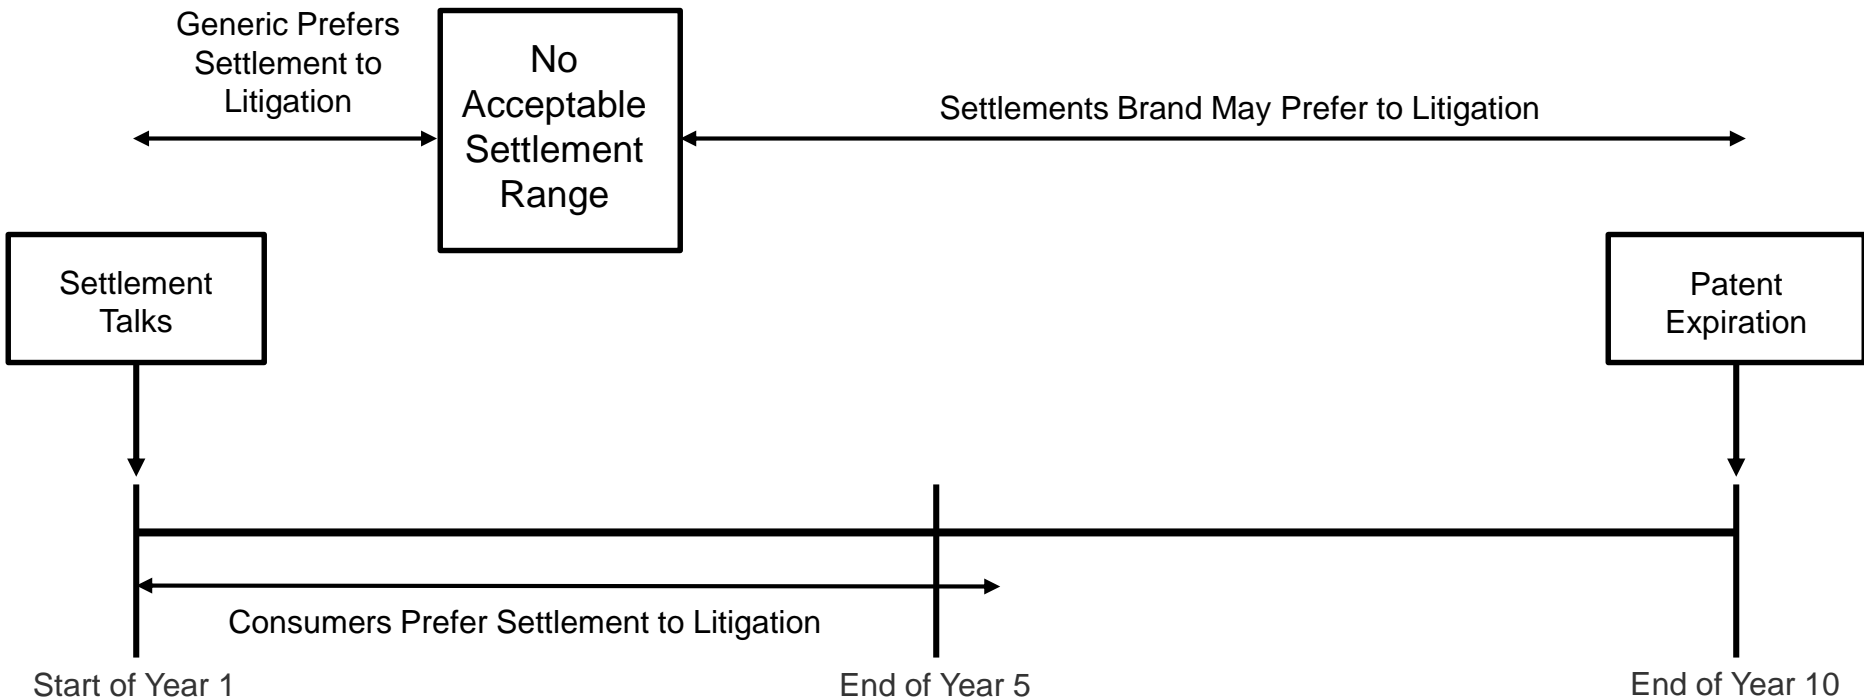 Generic Prefers
Settlement to
Litigation
No
Acceptable
Settlement
Range
Settlements Brand May Prefer to Litigation
Settlement
Talks
Patent
Expiration
Consumers Prefer Settlement to Litigation
Start of Year 1
End of Year 5
End of Year 10